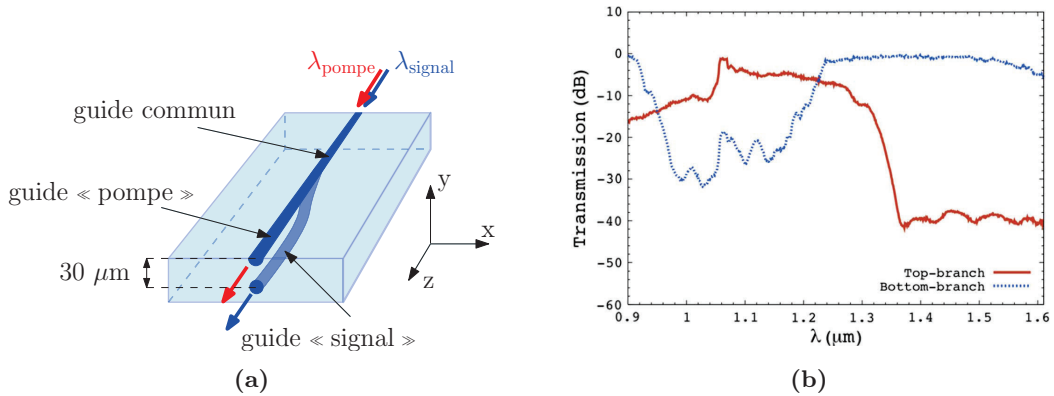 λpompe λsignal
guide commun
guide « pompe »
30 μm
guide « signal »
y
x
z
(a)
Transmission (dB)
10
0
-10
-20
-30
-40
-50
-60
0.9 1 1.1 1.2 1.3 1.4 1.5 1.6
λ (μm)
Top-branch
Bottom-branch
(b)